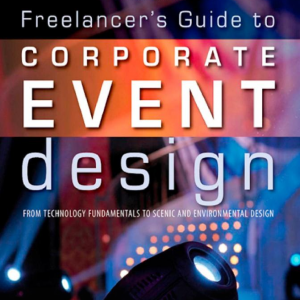 Freelancer's Guide to
CORPORATE
EVENT
design
FROM TECHNOLOGY FUNDAMENTALS TO SCENIC AND ENVIRONMENTAL DESIGN